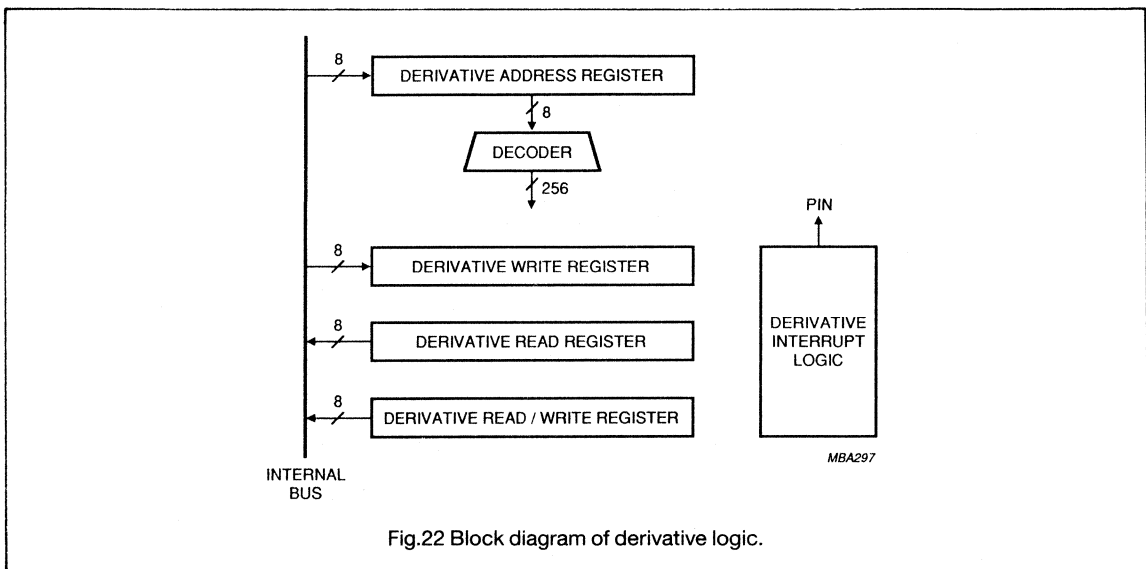 8
DERIVATIVE ADDRESS REGISTER
8
DECODER
256
PIN
8
DERIVATIVE WRITE REGISTER
8
DERIVATIVE READ REGISTER
DERIVATIVE
INTERRUPT
LOGIC
8
DERIVATIVE READ / WRITE REGISTER
MBA297
INTERNAL
BUS
Fig.22 Block diagram of derivative logic.